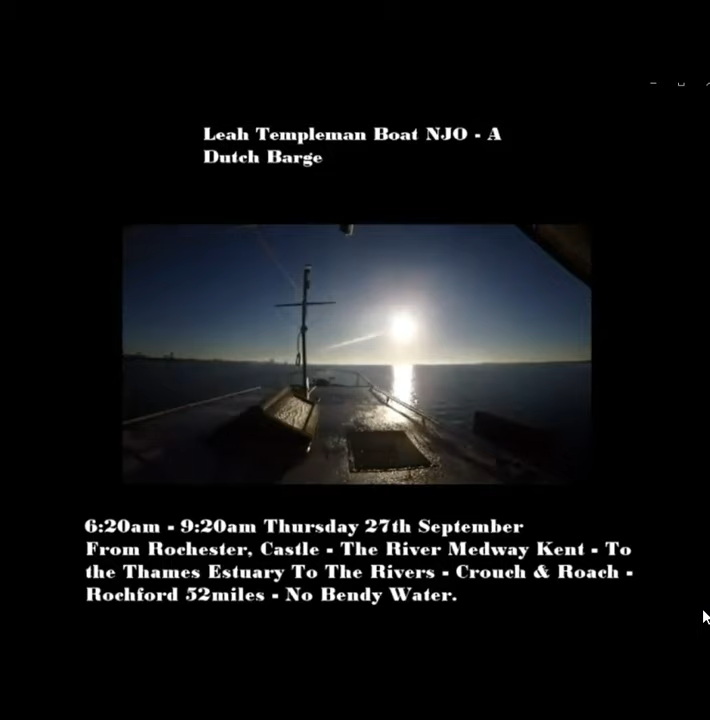 Leah Templeman Boat NJO - A
Dutch Barge
6:20am - 9:20am Thursday 27th September
From Rochester, Castle - The River Medway Kent - To
the Thames Estuary To The Rivers - Crouch & Roach -
Rochford 52miles - No Bendy Water.